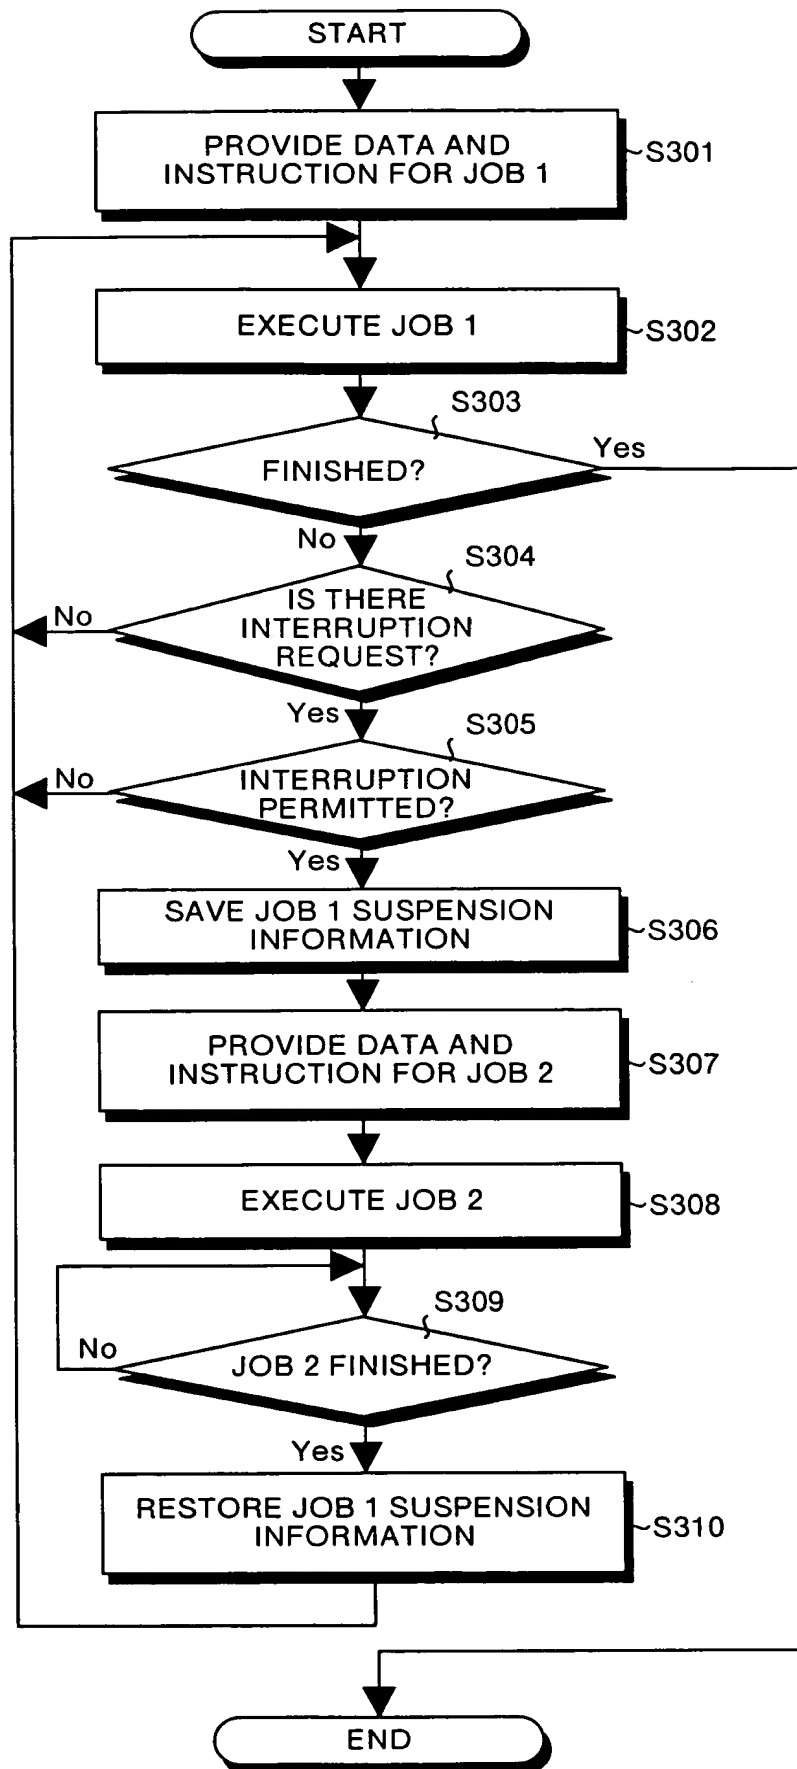 START
PROVIDE DATA AND
INSTRUCTION FOR JOB 1
S301
EXECUTE JOB 1
S302
S303
FINISHED?
Yes
No
S304
IS THERE
INTERRUPTION
REQUEST?
No
Yes
S305
INTERRUPTION
PERMITTED?
No
Yes
SAVE JOB 1 SUSPENSION
INFORMATION
S306
PROVIDE DATA AND
INSTRUCTION FOR JOB 2
S307
EXECUTE JOB 2
S308
S309
JOB 2 FINISHED?
No
Yes
RESTORE JOB 1 SUSPENSION
INFORMATION
S310
END